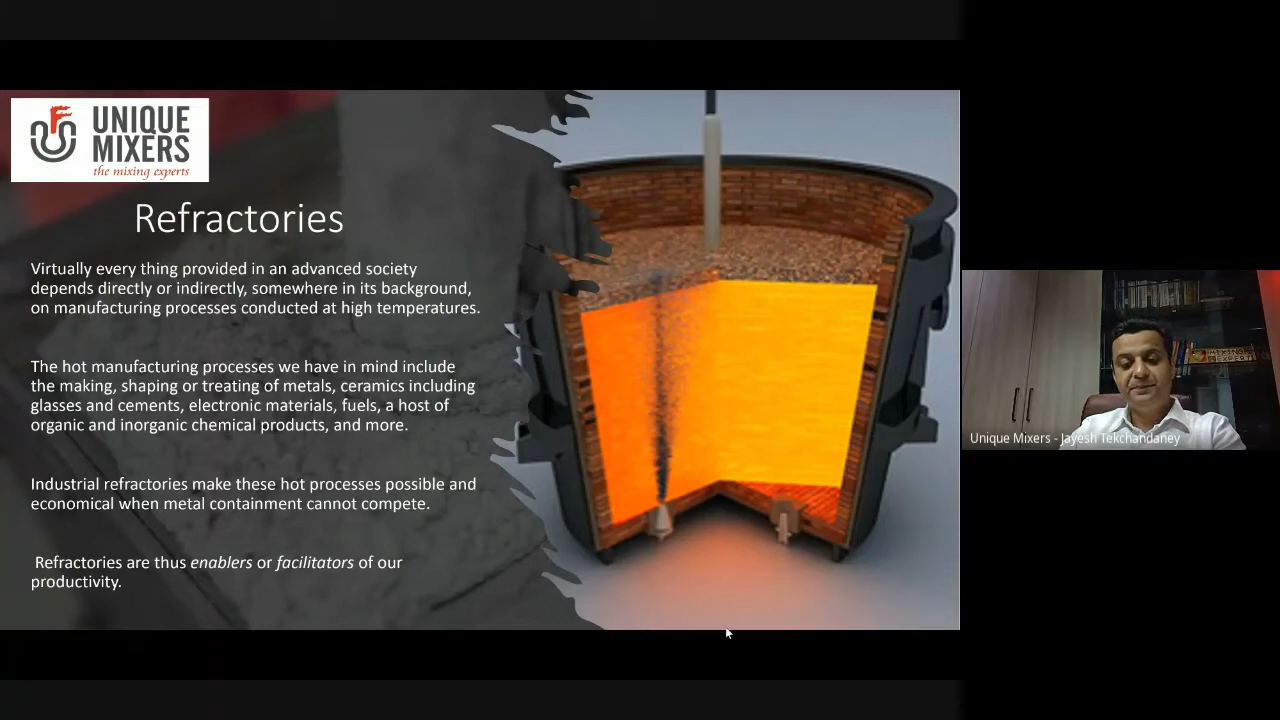 UNIQUE
MIXERS
the mixing experts
Refractories
Virtually every thing provided in an advanced society
depends directly or indirectly, somewhere in its background,
on manufacturing processes conducted at high temperatures.
The hot manufacturing processes we have in mind include
the making, shaping or treating of metals, ceramics including
glasses and cements, electronic materials, fuels, a host of
organic and inorganic chemical products, and more.
Industrial refractories make these hot processes possible and
economical when metal containment cannot compete.
Refractories are thus enablers or facilitators of our
productivity.
Unique Mixers - Jayesh Tekchandaney